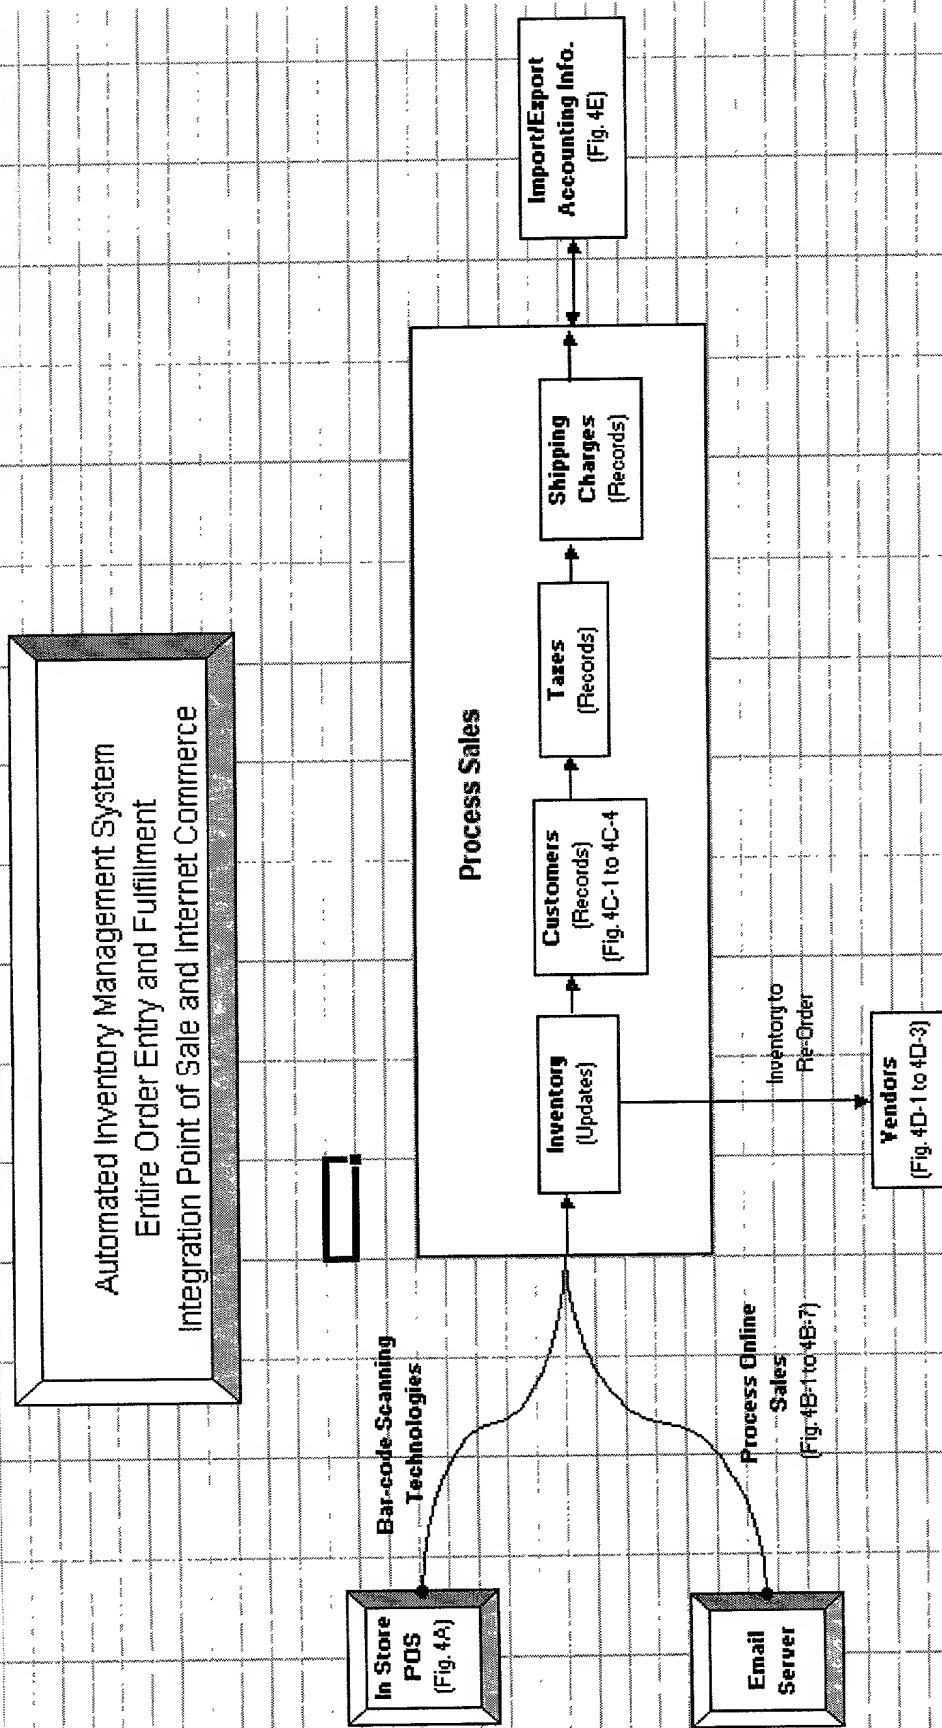 Automated Inventory Management System
Entire Order Entry and Fulfillment
Integration Point of Sale and Internet Commerce
In Store
POS
(Fig. 4A)
Bar-code Scanning
Technologies
Email
Server
Process Online
Sales
(Fig. 4B-1 to 4B-7)
Process Sales
Inventory
(Updates)
Customers
(Records)
(Fig. 4C-1 to 4C-4
Taxes
(Records)
Shipping
Charges
(Records)
Import/Export
Accounting Info.
(Fig. 4E)
Inventory to
Re-Order
Vendors
(Fig. 4D-1 to 4D-3)